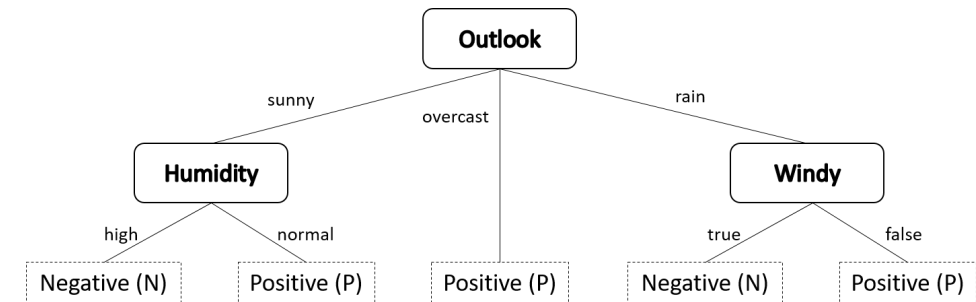 Outlook
sunny
overcast
rain
Humidity
Windy
high
normal
true
false
Negative (N)
Positive (P)
Positive (P)
Negative (N)
Positive (P)